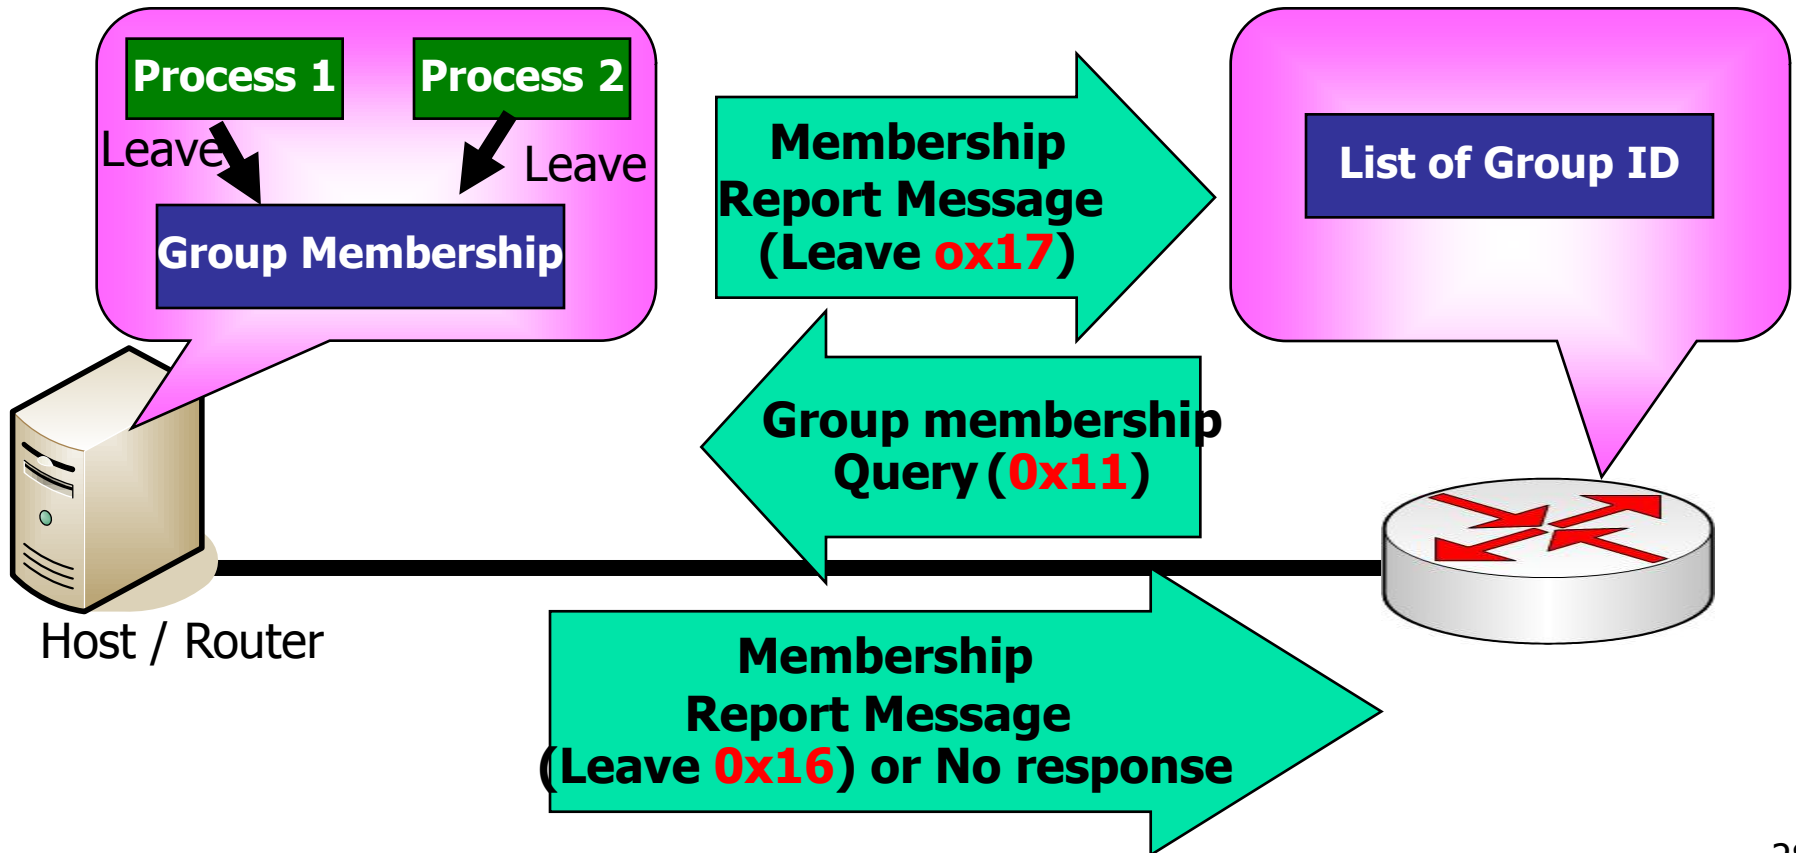 Process 1
Process 2
Leave
Leave
Group Membership
Membership
Report Message
(Leave ox17)
List of Group ID
Group membership
Query (0x11)
Host / Router
Membership
Report Message
(Leave 0x16) or No response